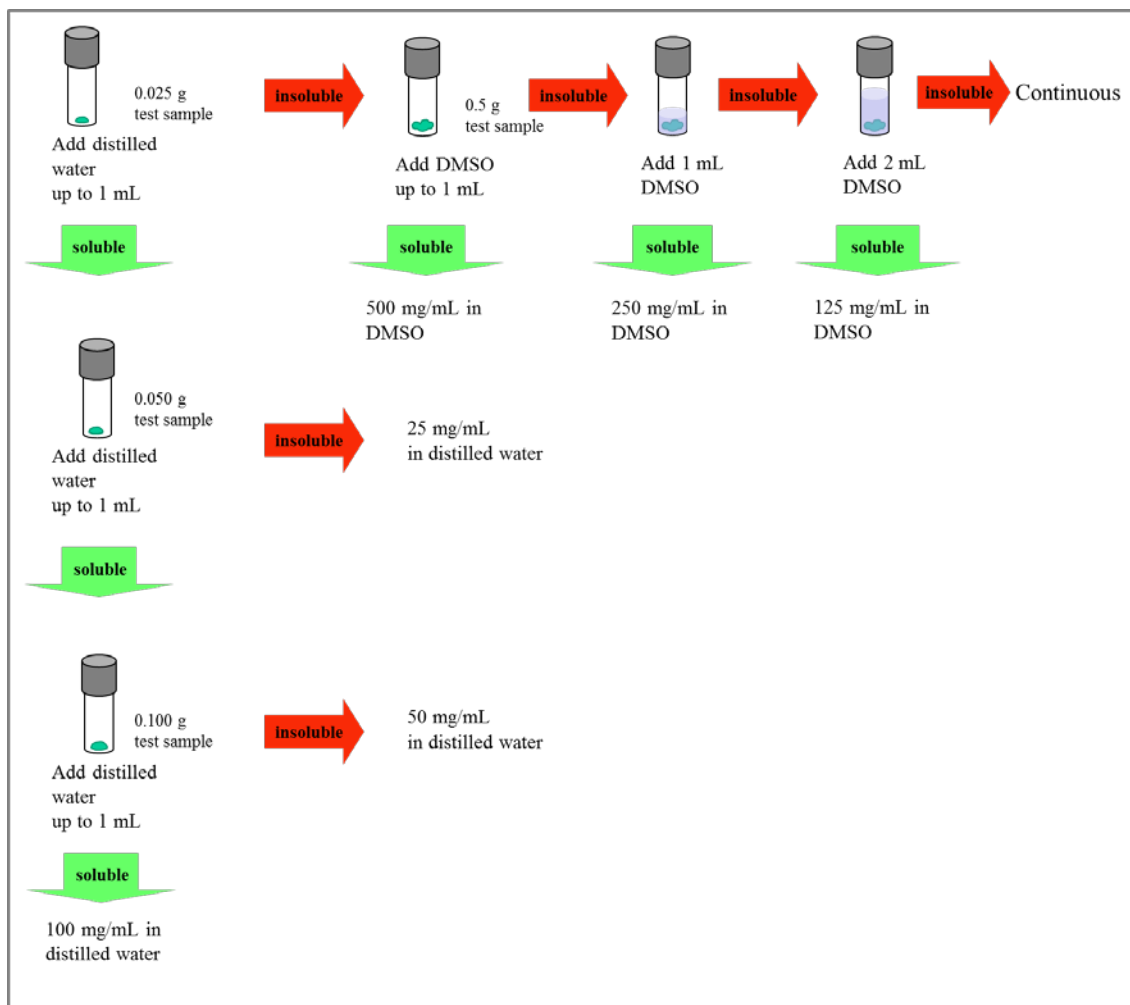 0.025 g
test sample
Add distilled
water
up to 1 mL
insoluble
0.5 g
test sample
Add DMSO
up to 1 mL
insoluble
Add 1 mL
DMSO
insoluble
Add 2 mL
DMSO
insoluble
Continuous
soluble
soluble
soluble
soluble
500 mg/mL in
DMSO
250 mg/mL in
DMSO
125 mg/mL in
DMSO
0.050 g
test sample
Add distilled
water
up to 1 mL
insoluble
25 mg/mL
in distilled water
soluble
0.100 g
test sample
Add distilled
water
up to 1 mL
insoluble
50 mg/mL
in distilled water
soluble
100 mg/mL in
distilled water